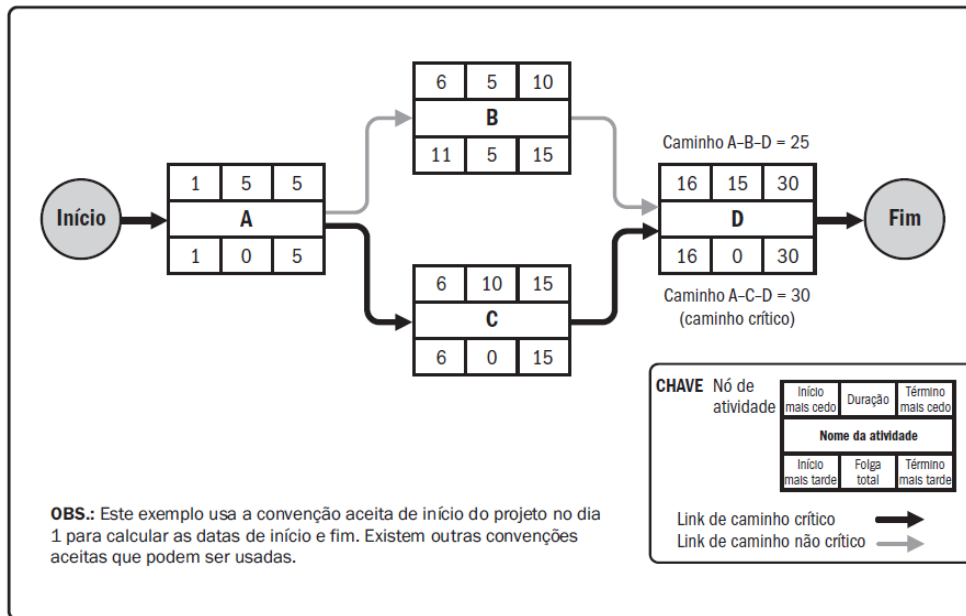 6 5 10
B
11 5 15
Caminho A–B–D = 25
Início
1 5 5
A
1 0 5
16 15 30
D
16 0 30
Fim
6 10 15
C
6 0 15
Caminho A–C–D = 30
(caminho crítico)
CHAVE Nó de
atividade
Início
mais cedo
Duração
Término
mais cedo
Nome da atividade
Início
mais tarde
Folga
total
Término
mais tarde
Link de caminho crítico
Link de caminho não crítico
OBS.: Este exemplo usa a convenção aceita de início do projeto no dia
1 para calcular as datas de início e fim. Existem outras convenções
aceitas que podem ser usadas.